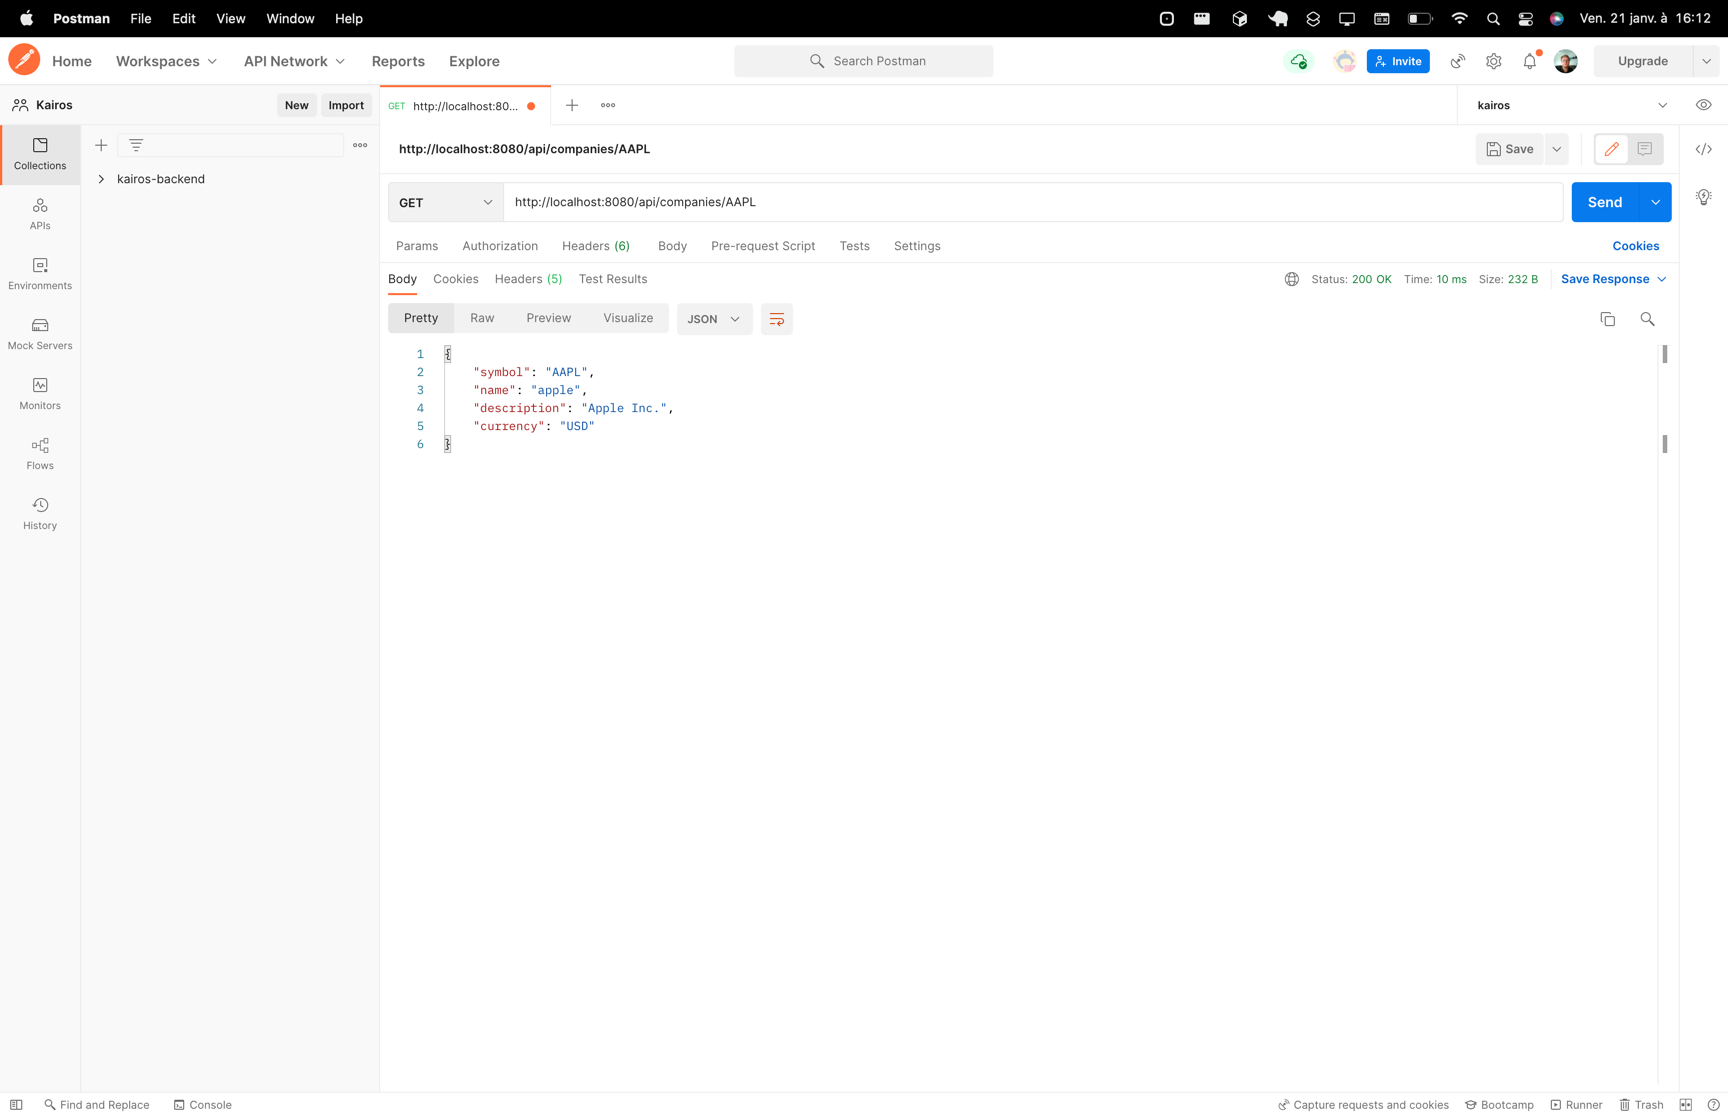 Postman File Edit View Window Help Ven. 21 janv. à 16:12
Home Workspaces API Network Reports Explore Search Postman Invite Upgrade
Kairos New Import GET http://localhost:80... kairos
http://localhost:8080/api/companies/AAPL Save
Collections
kairos-backend
GET http://localhost:8080/api/companies/AAPL Send
APIs
Params Authorization Headers (6) Body Pre-request Script Tests Settings Cookies
Body Cookies Headers (5) Test Results Status: 200 OK Time: 10 ms Size: 232 B Save Response
Environments
Pretty Raw Preview Visualize JSON
Mock Servers
1 {
2 "symbol": "AAPL",
3 "name": "apple",
4 "description": "Apple Inc.",
5 "currency": "USD"
6 }
Monitors
Flows
History
Find and Replace Console Capture requests and cookies Bootcamp Runner Trash